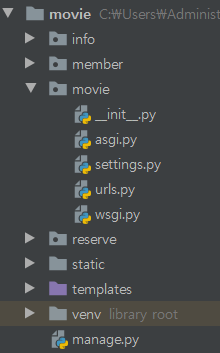 movie C:\Users\Administ
info
member
movie
__init__.py
asgi.py
settings.py
urls.py
wsgi.py
reserve
static
templates
venv library root
manage.py